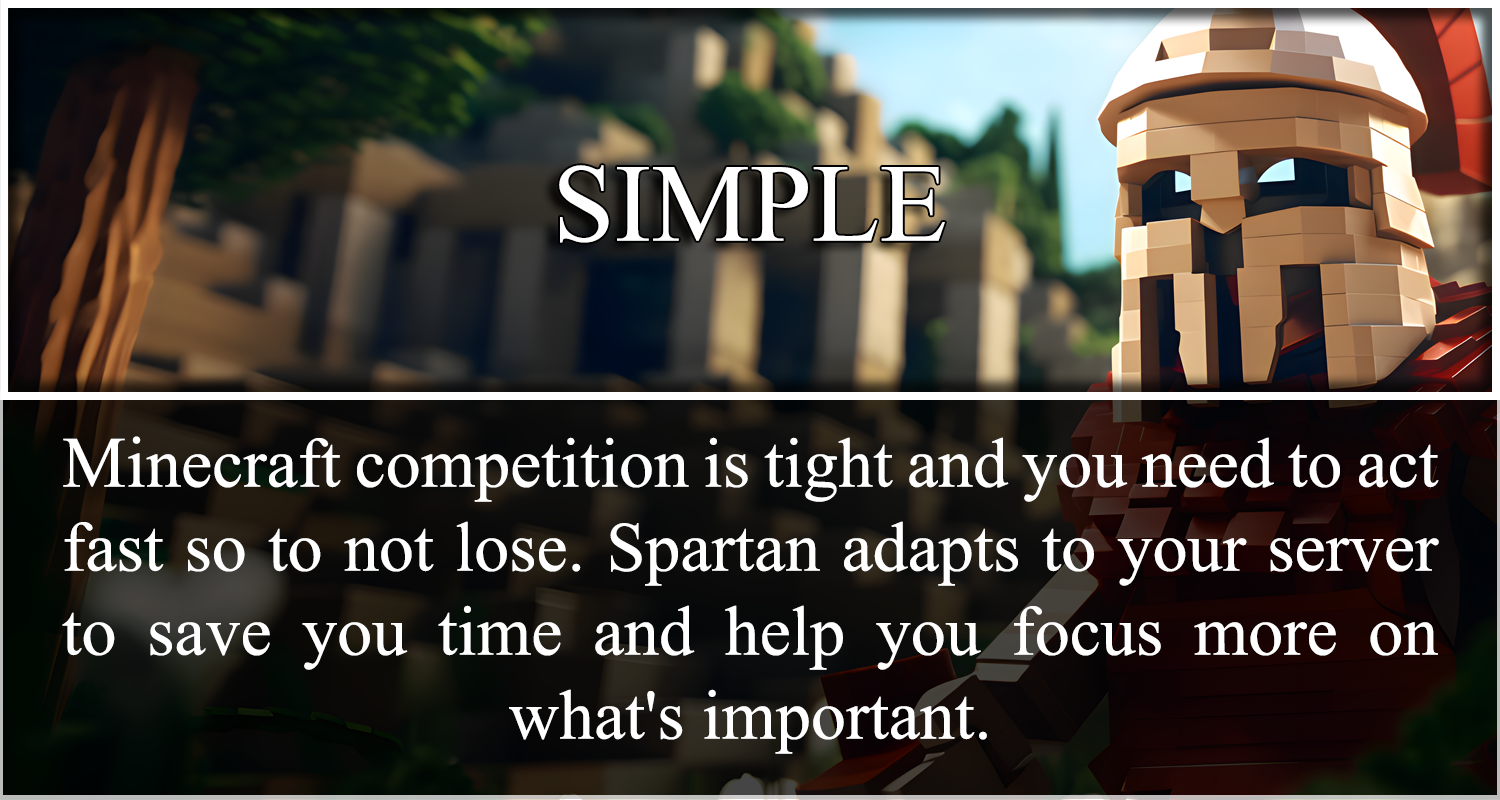 SIMPLE
Minecraft competition is tight and you need to act
fast so to not lose. Spartan adapts to your server
to save you time and help you focus more on
what's important.